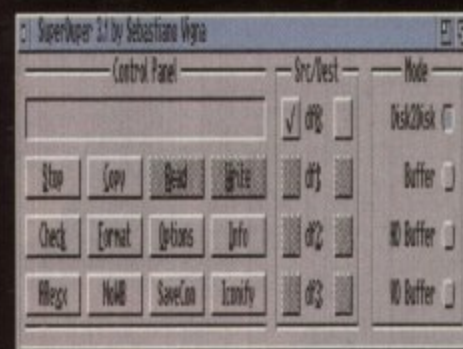 SuperDuper 3.1 by Sebastiano Vigna
Control Panel
Src/Dest
Mode
√ df0:
Disk2Disk
Stop Copy Read Write
df1:
Buffer
Check Format Options Info
df2:
HD Buffer
ARexx NoWB SaveCon Iconify
df3:
VD Buffer